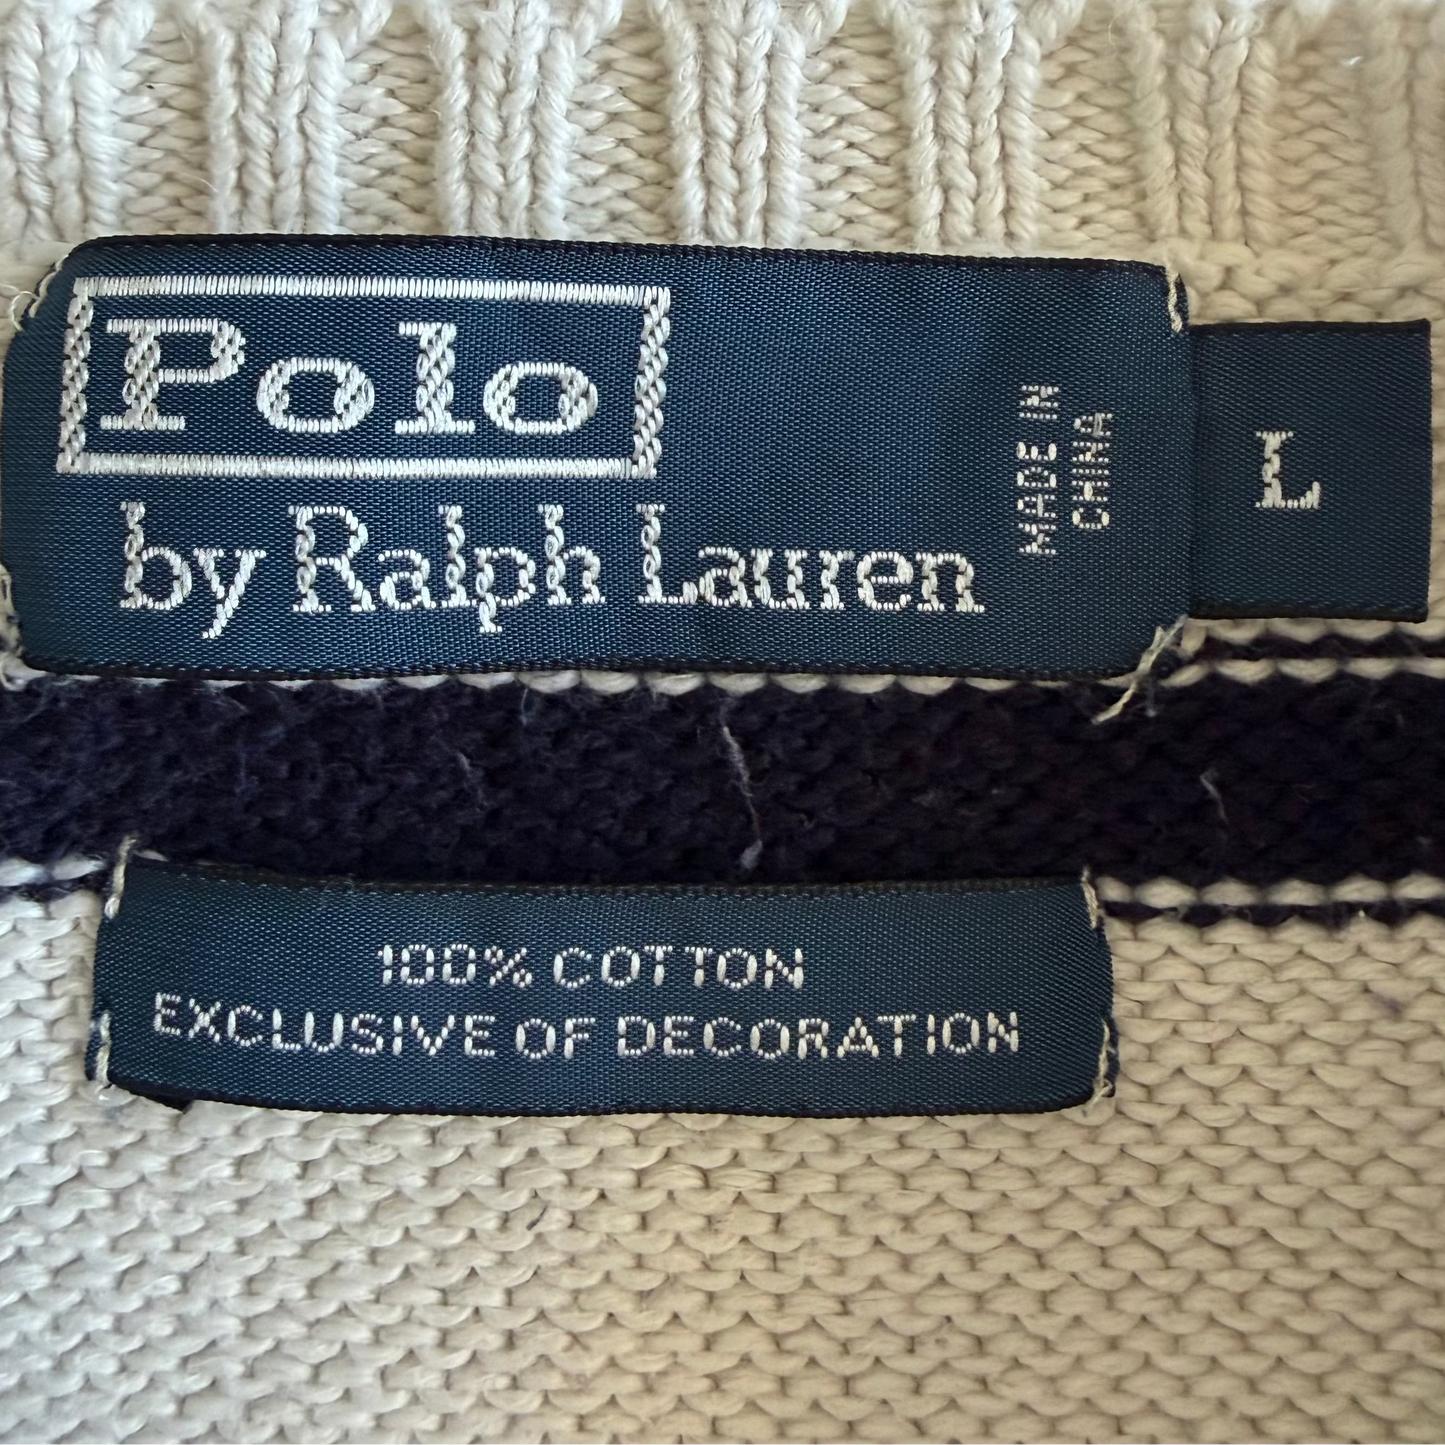 Polo
by Ralph Lauren
MADE IN
CHINA
L
100% COTTON
EXCLUSIVE OF DECORATION